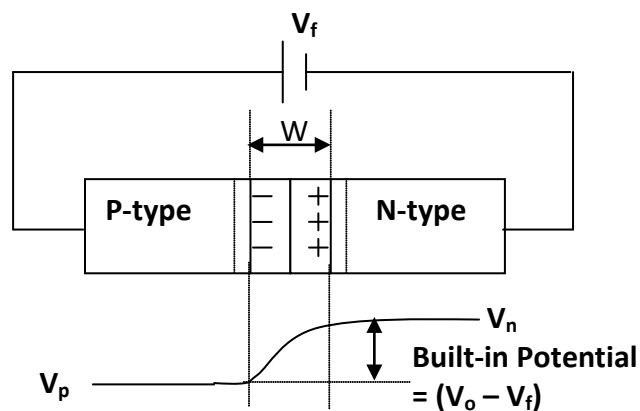 V_f
W
P-type
N-type
− +
− +
− +
V_n
V_p
Built-in Potential
= (V_o – V_f)